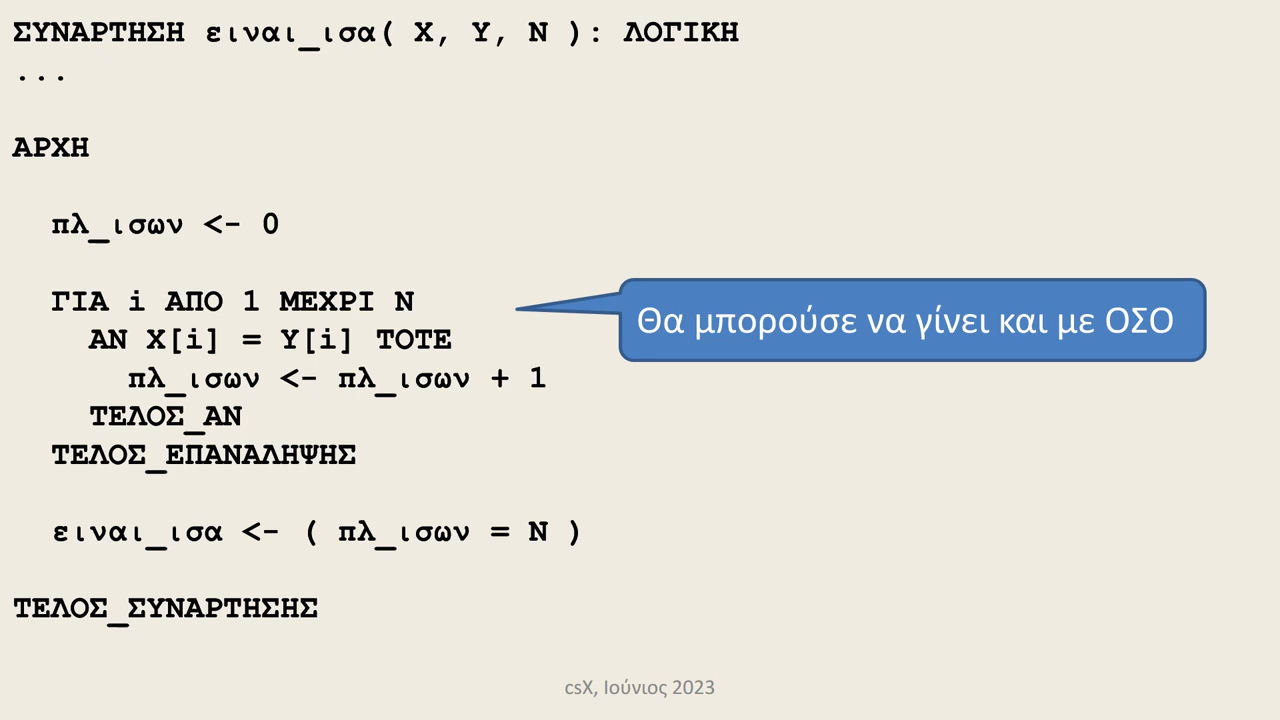 ΣΥΝΑΡΤΗΣΗ ειναι_ισα( Χ, Υ, Ν ): ΛΟΓΙΚΗ
...
ΑΡΧΗ
πλ_ισων <- 0
ΓΙΑ i ΑΠΟ 1 ΜΕΧΡΙ Ν
Θα μπορούσε να γίνει και με ΟΣΟ
ΑΝ Χ[i] = Υ[i] ΤΟΤΕ
πλ_ισων <- πλ_ισων + 1
ΤΕΛΟΣ_ΑΝ
ΤΕΛΟΣ_ΕΠΑΝΑΛΗΨΗΣ
ειναι_ισα <- ( πλ_ισων = Ν )
ΤΕΛΟΣ_ΣΥΝΑΡΤΗΣΗΣ
csX, Ιούνιος 2023